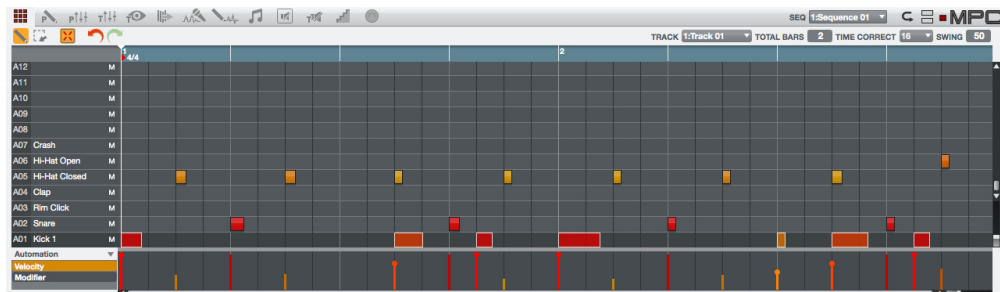 SEQ 1:Sequence 01 MPC
TRACK 1:Track 01 TOTAL BARS 2 TIME CORRECT 16 SWING 50
1 2
4/4
A12 M
A11 M
A10 M
A09 M
A08 M
A07 Crash M
A06 Hi-Hat Open M
A05 Hi-Hat Closed M
A04 Clap M
A03 Rim Click M
A02 Snare M
A01 Kick 1 M
Automation
Velocity
Modifier